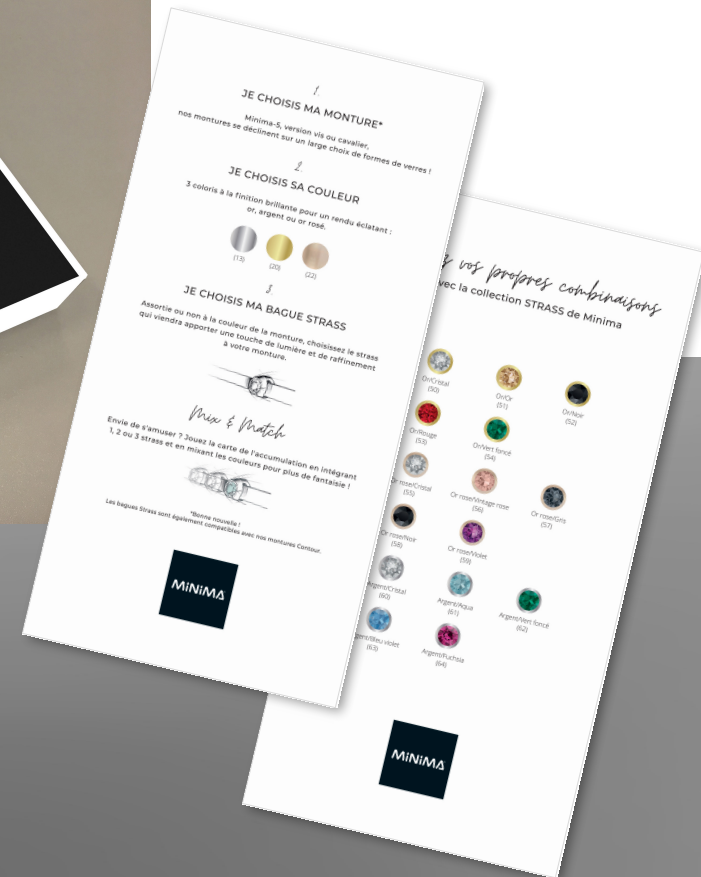 1.
JE CHOISIS MA MONTURE*
Minima-5, version vis ou cavalier,
nos montures se déclinent sur un large choix de formes de verres !
2.
JE CHOISIS SA COULEUR
3 coloris à la finition brillante pour un rendu éclatant :
or, argent ou or rosé.
(13)
(20)
(22)
3.
JE CHOISIS MA BAGUE STRASS
Assortie ou non à la couleur de la monture, choisissez le strass
qui viendra apporter une touche de lumière et de raffinement
à votre monture.
Mix & Match
Envie de s'amuser ? Jouez la carte de l'accumulation en intégrant
1, 2 ou 3 strass et en mixant les couleurs pour plus de fantaisie !
*Bonne nouvelle !
Les bagues Strass sont également compatibles avec nos montures Contour.
MiNiMA
vos propres combinaisons
avec la collection STRASS de Minima
Or/Cristal
(50)
Or/Or
(51)
Or/Noir
(52)
Or/Rouge
(53)
Or/Vert foncé
(54)
Or rose/Cristal
(55)
Or rose/Vintage rose
(56)
Or rose/Gris
(57)
Or rose/Noir
(58)
Or rose/Violet
(59)
Argent/Cristal
(60)
Argent/Aqua
(61)
Argent/Vert foncé
(62)
Argent/Bleu violet
(63)
Argent/Fuchsia
(64)
MiNiMA